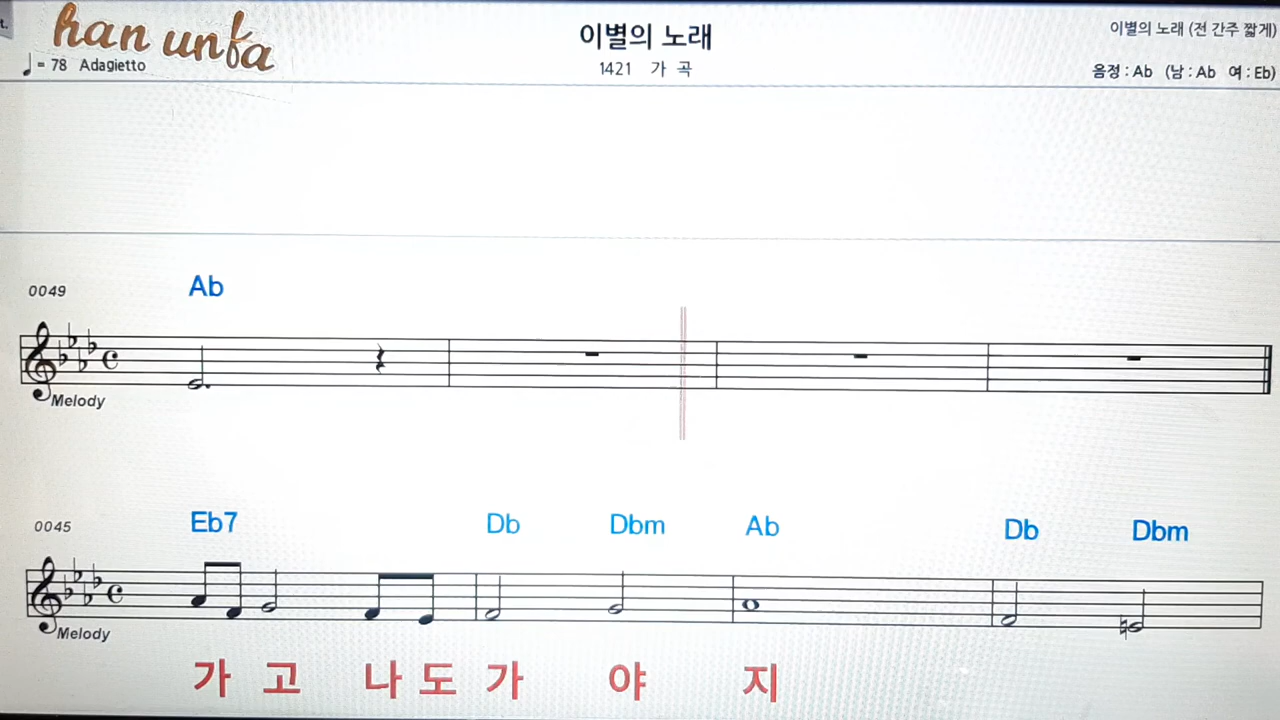 t.
han unfa
♩= 78 Adagietto
이별의 노래
1421 가 곡
이별의 노래 (전 간주 짧게)
음정 : Ab (남 : Ab 여 : Eb)
0049
Ab
Melody
0045
Eb7 Db Dbm Ab Db Dbm
Melody
가 고 나 도 가 야 지